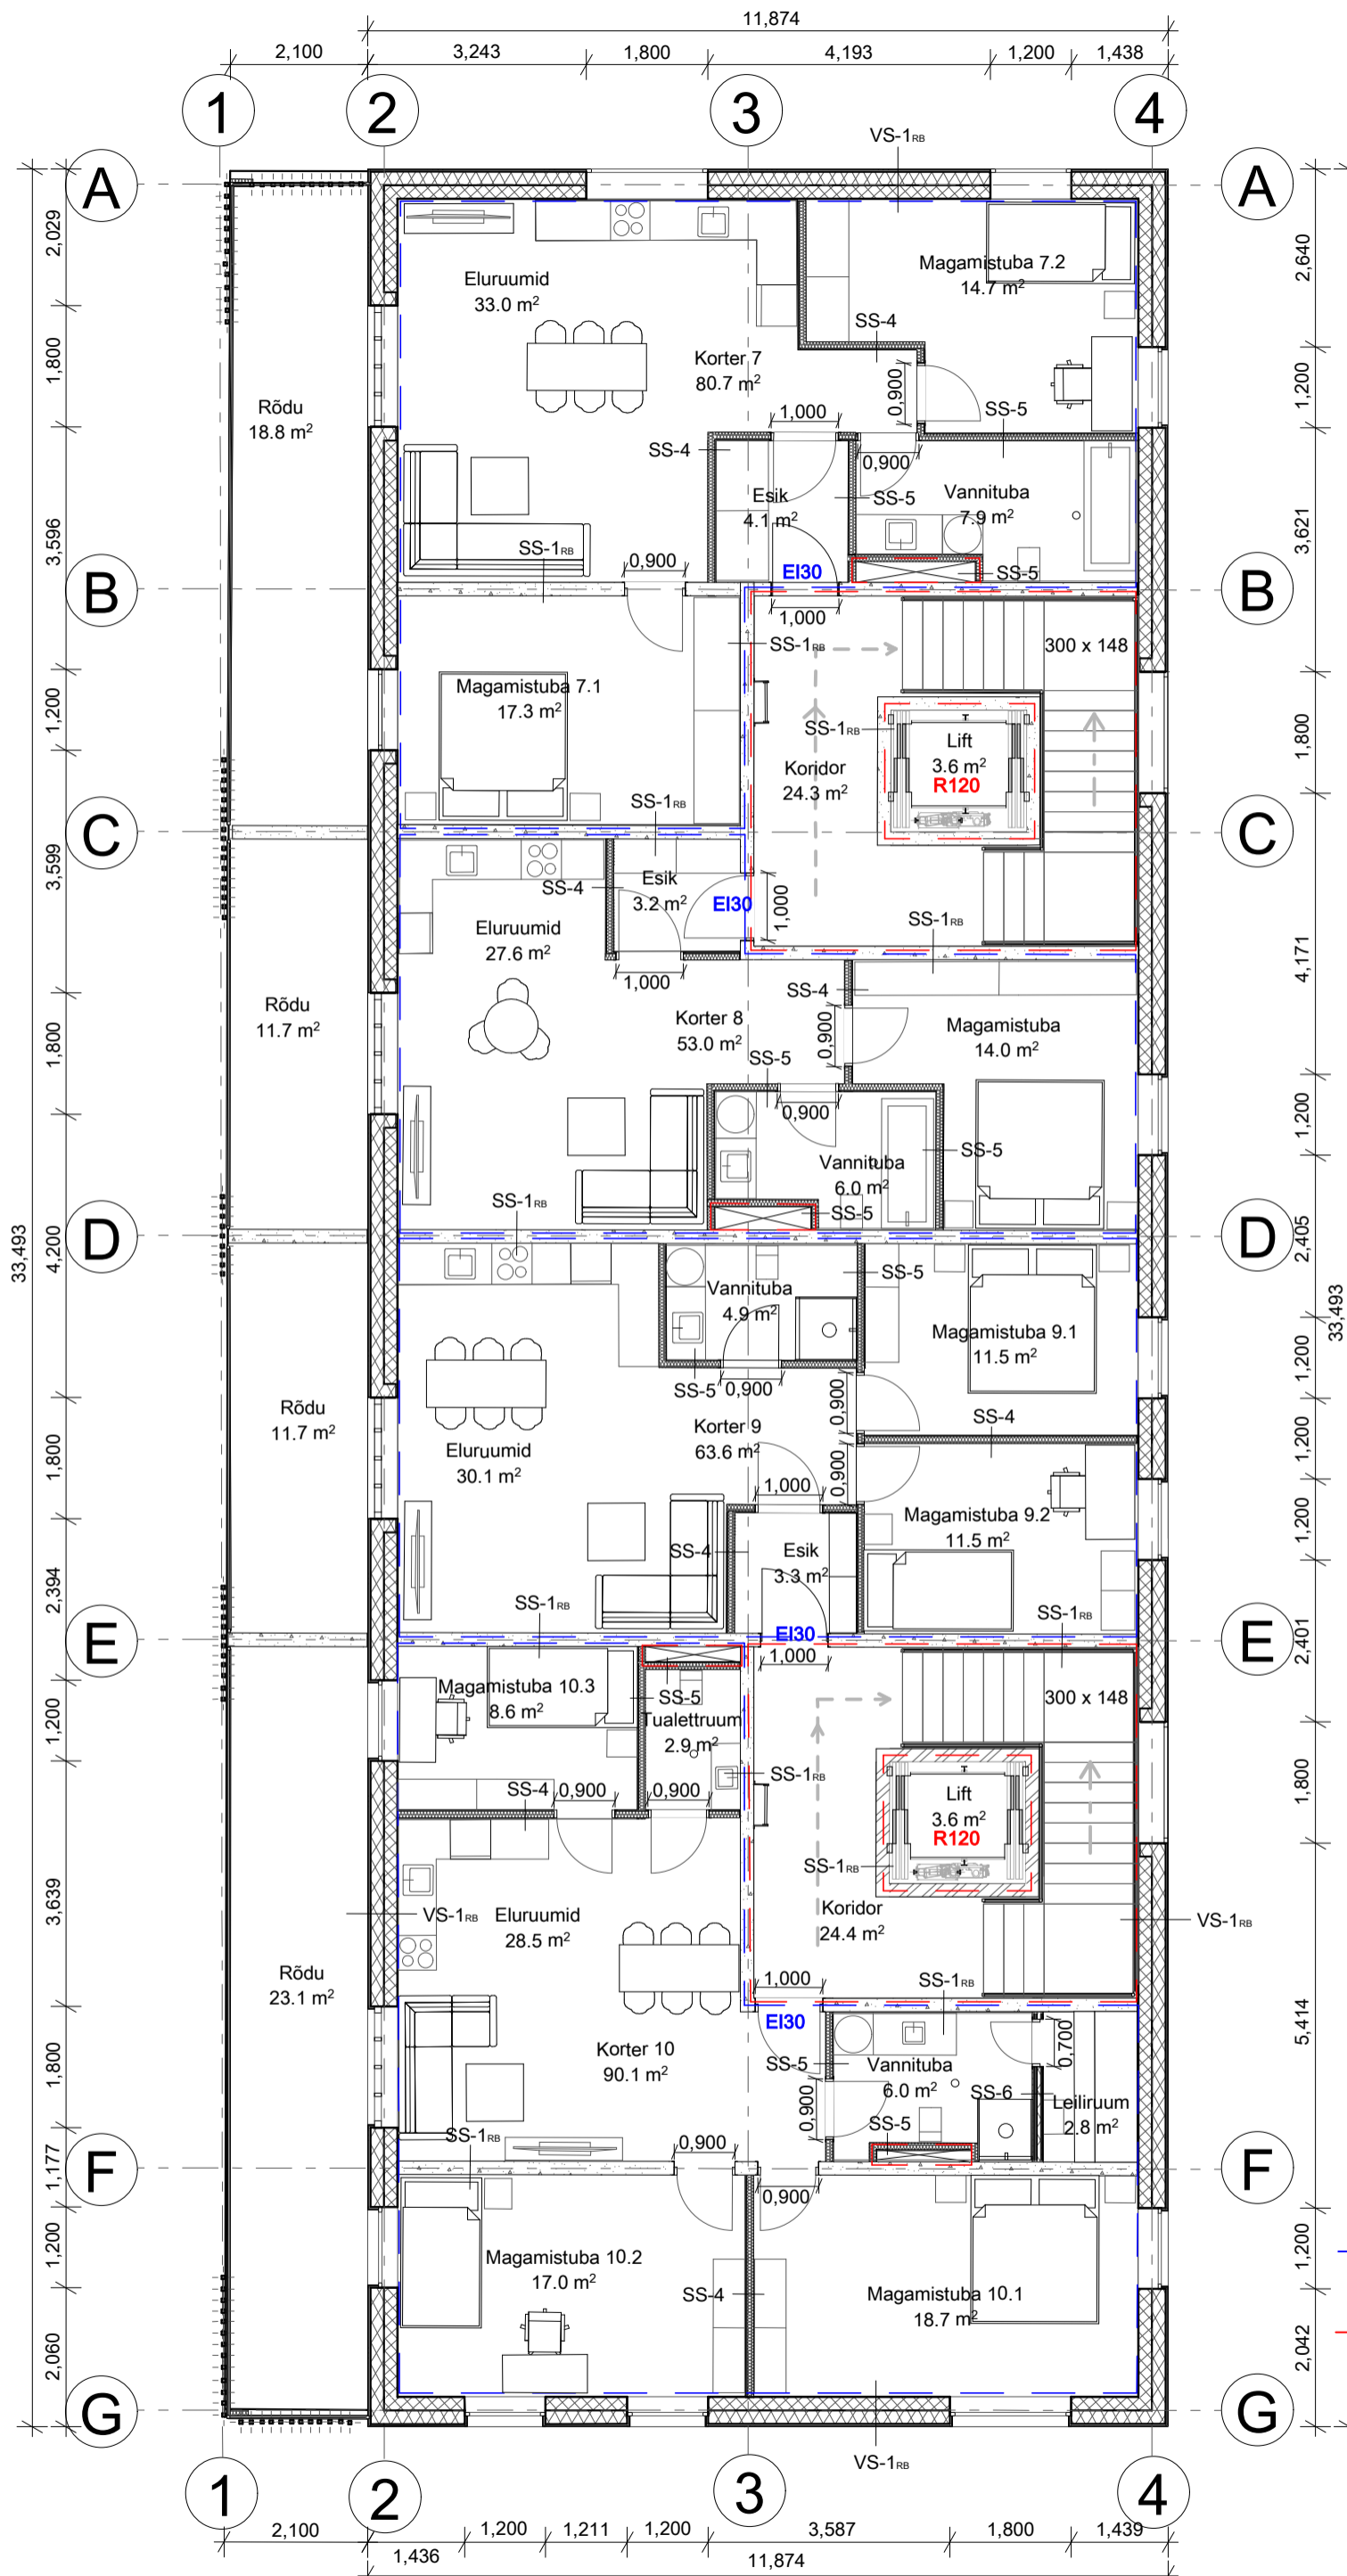 11,874
2,100
3,243
1,800
4,193
1,200
1,438
1
2
3
4
VS-1RB
A
A
2,029
2,640
Eluruumid
33.0 m²
Magamistuba 7.2
14.7 m²
SS-4
Korter 7
80.7 m²
0,900
1,800
1,200
Rõdu
18.8 m²
1,000
SS-5
SS-4
0,900
Esik
4.1 m²
SS-5
Vannituba
7.9 m²
3,596
3,621
SS-1RB
0,900
EI30
SS-5
B
B
1,000
SS-1RB
300 x 148
Magamistuba 7.1
17.3 m²
1,200
SS-1RB
Lift
3.6 m²
R120
1,800
Koridor
24.3 m²
SS-1RB
C
C
3,599
Esik
3.2 m²
SS-4
EI30
1,000
SS-1RB
Eluruumid
27.6 m²
4,171
1,000
SS-4
Rõdu
11.7 m²
Korter 8
53.0 m²
0,900
Magamistuba
14.0 m²
1,800
SS-5
0,900
1,200
Vannituba
6.0 m²
SS-5
SS-1RB
SS-5
D
D
33,493
4,200
2,405
SS-5
Vannituba
4.9 m²
Magamistuba 9.1
11.5 m²
33,493
1,200
SS-5
0,900
0,900
Rõdu
11.7 m²
Korter 9
63.6 m²
SS-4
1,800
Eluruumid
30.1 m²
0,900
1,200
1,000
Magamistuba 9.2
11.5 m²
1,200
SS-4
Esik
3.3 m²
2,394
SS-1RB
SS-1RB
E
EI30
E
1,000
2,401
Magamistuba 10.3
8.6 m²
SS-5
Tualettruum
2.9 m²
300 x 148
1,200
SS-1RB
SS-4
0,900
0,900
Lift
3.6 m²
R120
1,800
SS-1RB
3,639
VS-1RB
Eluruumid
28.5 m²
Koridor
24.4 m²
VS-1RB
Rõdu
23.1 m²
1,000
SS-1RB
EI30
5,414
Korter 10
90.1 m²
SS-5
Vannituba
6.0 m²
0,700
1,800
0,900
SS-6
Leiliruum
2.8 m²
SS-5
SS-1RB
0,900
F
F
1,177
0,900
1,200
1,200
Magamistuba 10.2
17.0 m²
SS-4
Magamistuba 10.1
18.7 m²
2,060
2,042
G
G
VS-1RB
1
2
3
4
2,100
1,200
1,211
1,200
3,587
1,800
1,439
1,436
11,874